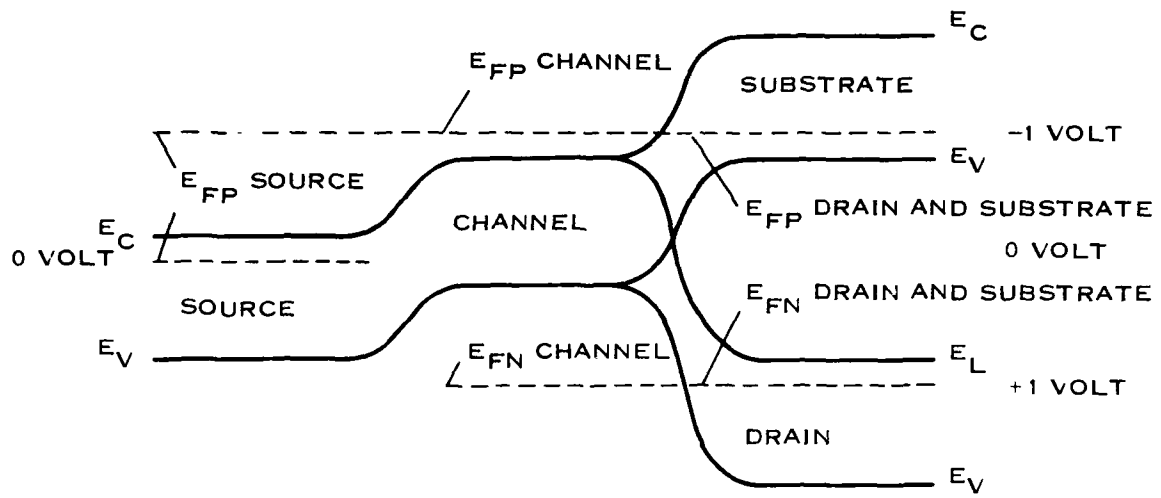 E_C
E_FP CHANNEL
SUBSTRATE
-1 VOLT
E_V
E_FP SOURCE
E_FP DRAIN AND SUBSTRATE
E_C
CHANNEL
0 VOLT
0 VOLT
SOURCE
E_FN DRAIN AND SUBSTRATE
E_V
E_FN CHANNEL
E_L
+1 VOLT
DRAIN
E_V